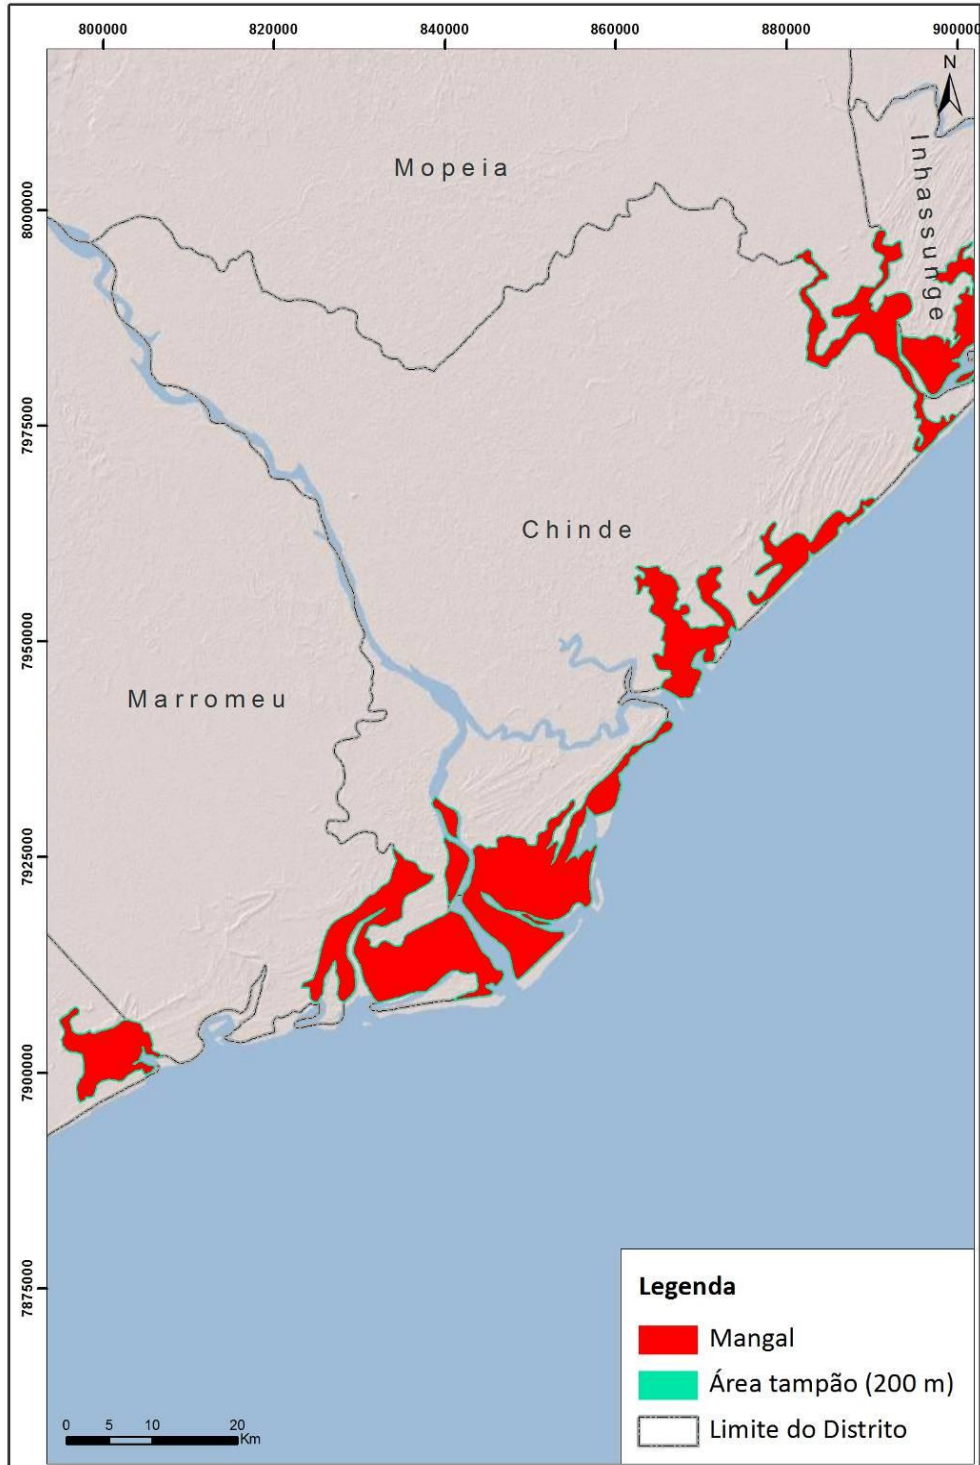 800000 820000 840000 860000 880000 900000
N
Mopeia
Inhassunge
8000000
7975000
Chinde
7950000
Marromeu
7925000
7900000
7875000
Legenda
Mangal
Área tampão (200 m)
Limite do Distrito
0 5 10 20
Km